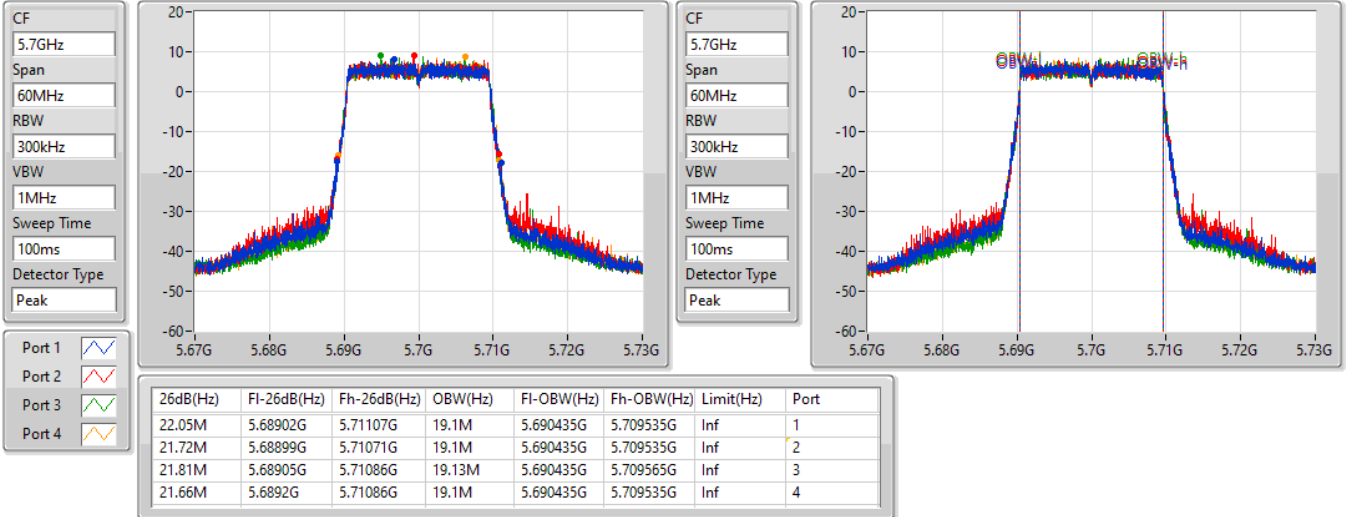 CF
5.7GHz
Span
60MHz
RBW
300kHz
VBW
1MHz
Sweep Time
100ms
Detector Type
Peak
20
10
0
-10
-20
-30
-40
-50
-60
5.67G 5.68G 5.69G 5.7G 5.71G 5.72G 5.73G
CF
5.7GHz
Span
60MHz
RBW
300kHz
VBW
1MHz
Sweep Time
100ms
Detector Type
Peak
20
10
0
-10
-20
-30
-40
-50
-60
OBW-l OBW-h
5.67G 5.68G 5.69G 5.7G 5.71G 5.72G 5.73G
Port 1
Port 2
Port 3
Port 4
26dB(Hz) Fl-26dB(Hz) Fh-26dB(Hz) OBW(Hz) Fl-OBW(Hz) Fh-OBW(Hz) Limit(Hz) Port
22.05M 5.68902G 5.71107G 19.1M 5.690435G 5.709535G Inf 1
21.72M 5.68899G 5.71071G 19.1M 5.690435G 5.709535G Inf 2
21.81M 5.68905G 5.71086G 19.13M 5.690435G 5.709565G Inf 3
21.66M 5.6892G 5.71086G 19.1M 5.690435G 5.709535G Inf 4